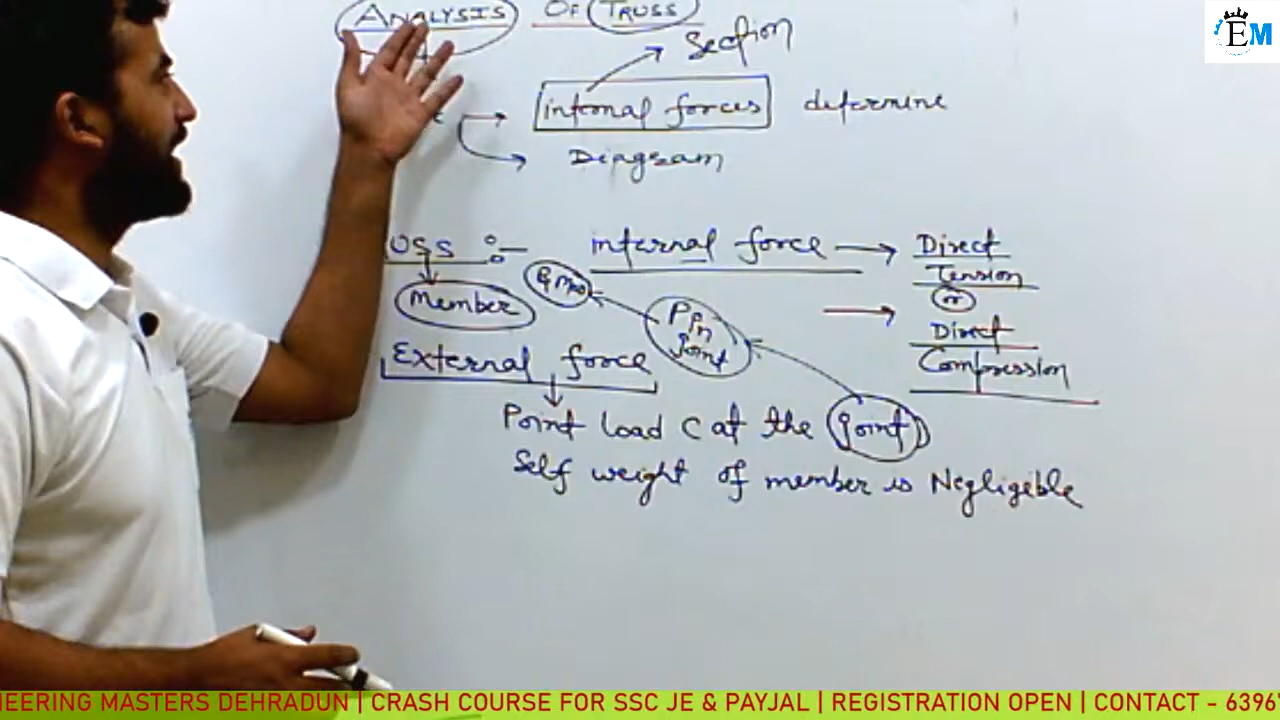 ANALYSIS OF TRUSS
Section
internal forces determine
Diagram
USS :- internal force → Direct
Tension
or
Member
Pin
Joint
Direct
Compression
External force
Point load at the joint
Self weight of member is Negligible
EM
NEERING MASTERS DEHRADUN | CRASH COURSE FOR SSC JE & PAYJAL | REGISTRATION OPEN | CONTACT - 6396